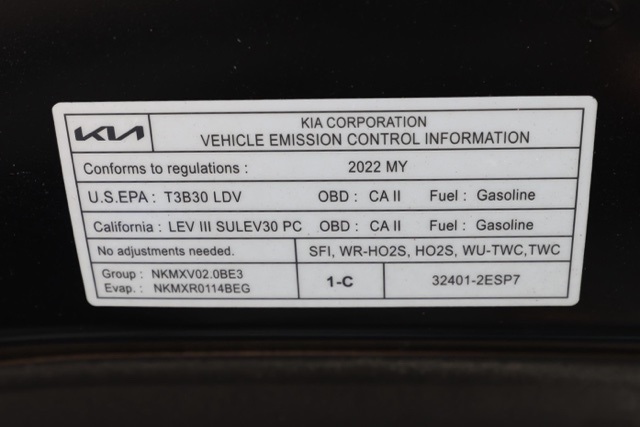 KIA
KIA CORPORATION
VEHICLE EMISSION CONTROL INFORMATION
Conforms to regulations : 2022 MY
U.S.EPA : T3B30 LDV OBD : CA II Fuel : Gasoline
California : LEV III SULEV30 PC OBD : CA II Fuel : Gasoline
No adjustments needed. SFI, WR-HO2S, HO2S, WU-TWC,TWC
Group : NKMXV02.0BE3
Evap. : NKMXR0114BEG
1-C
32401-2ESP7